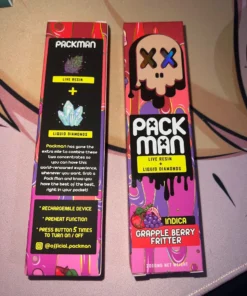 PACKMAN
LIVE RESIN
+
LIQUID DIAMONDS
Packman has gone the
extra mile to combine these
two concentrates so
you can have this
world-renowned experience,
whenever you want. Grab a
Pack Man and know you
have the best of the best,
right in your pocket!
• RECHARGEABLE DEVICE
* PREHEAT FUNCTION
* PRESS BUTTON 5 TIMES
TO TURN ON / OFF
@official.packman
PACK
MAN
LIVE RESIN
+
LIQUID DIAMONDS
INDICA
GRAPPLE BERRY
FRITTER